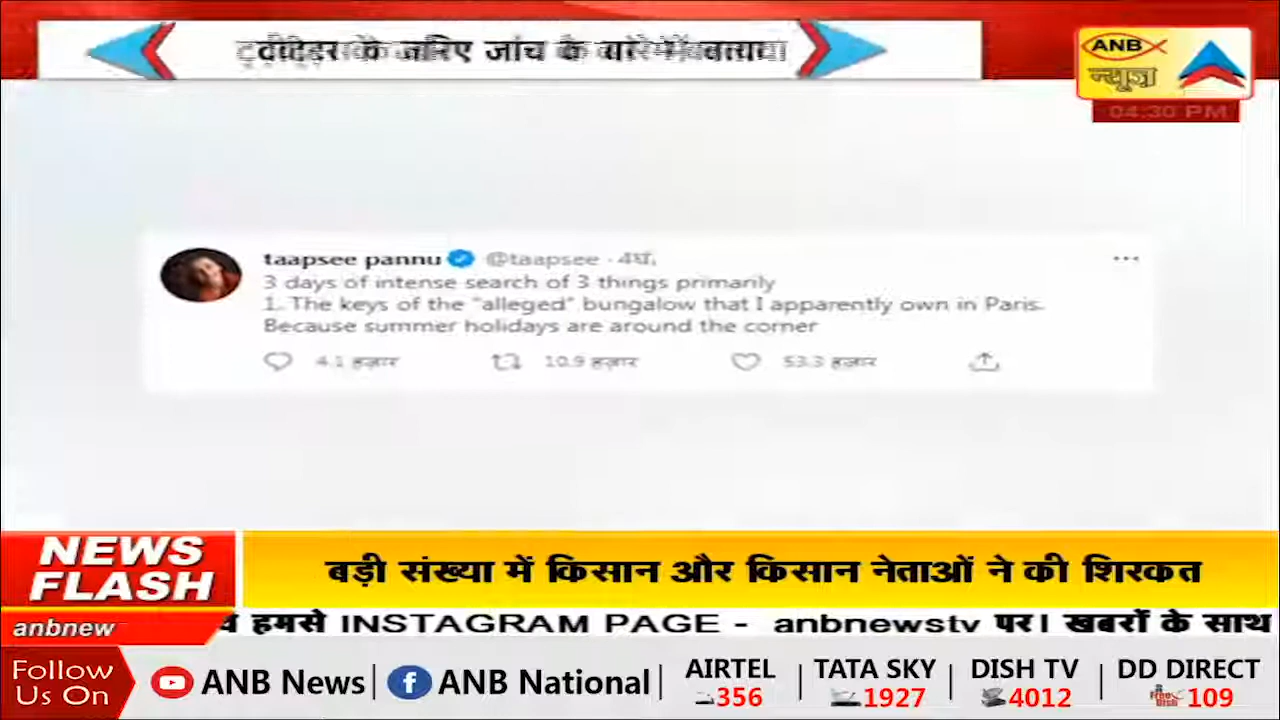 के जरिए जांच के बारे में बताया
ANB
न्यूज़
04:30 PM
taapsee pannu @taapsee · 4घं.
3 days of intense search of 3 things primarily
1. The keys of the "alleged" bungalow that I apparently own in Paris.
Because summer holidays are around the corner
4.1 हज़ार 10.9 हज़ार 53.3 हज़ार
NEWS FLASH
बड़ी संख्या में किसान और किसान नेताओं ने की शिरकत
anbnew
हमसे INSTAGRAM PAGE - anbnewstv पर। खबरों के साथ
Follow Us On
ANB News
ANB National
AIRTEL 356
TATA SKY 1927
DISH TV 4012
DD DIRECT Free Dish 109